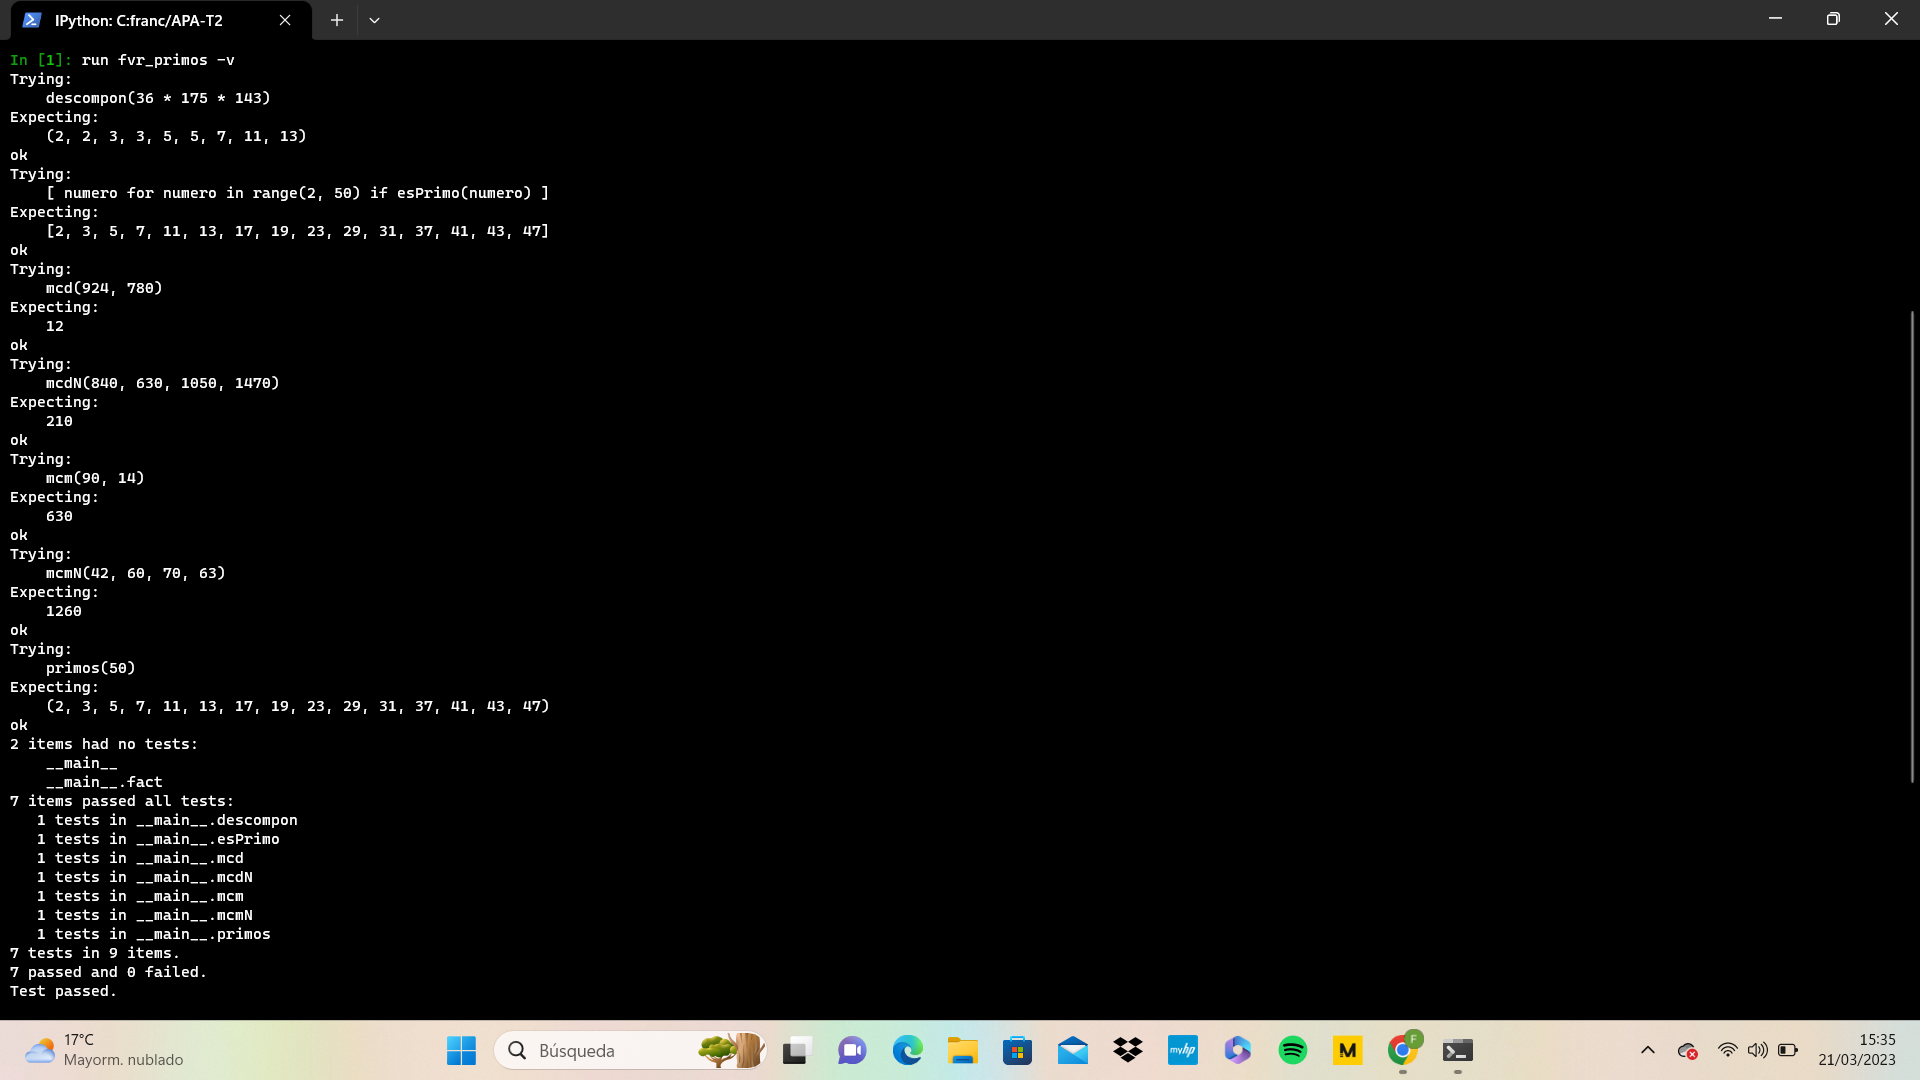 IPython: C:franc/APA-T2
In [1]: run fvr_primos -v
Trying:
    descompon(36 * 175 * 143)
Expecting:
    (2, 2, 3, 3, 5, 5, 7, 11, 13)
ok
Trying:
    [ numero for numero in range(2, 50) if esPrimo(numero) ]
Expecting:
    [2, 3, 5, 7, 11, 13, 17, 19, 23, 29, 31, 37, 41, 43, 47]
ok
Trying:
    mcd(924, 780)
Expecting:
    12
ok
Trying:
    mcdN(840, 630, 1050, 1470)
Expecting:
    210
ok
Trying:
    mcm(90, 14)
Expecting:
    630
ok
Trying:
    mcmN(42, 60, 70, 63)
Expecting:
    1260
ok
Trying:
    primos(50)
Expecting:
    (2, 3, 5, 7, 11, 13, 17, 19, 23, 29, 31, 37, 41, 43, 47)
ok
2 items had no tests:
    __main__
    __main__.fact
7 items passed all tests:
   1 tests in __main__.descompon
   1 tests in __main__.esPrimo
   1 tests in __main__.mcd
   1 tests in __main__.mcdN
   1 tests in __main__.mcm
   1 tests in __main__.mcmN
   1 tests in __main__.primos
7 tests in 9 items.
7 passed and 0 failed.
Test passed.
17°C
Mayorm. nublado
Búsqueda
myhp
M
F
15:35
21/03/2023